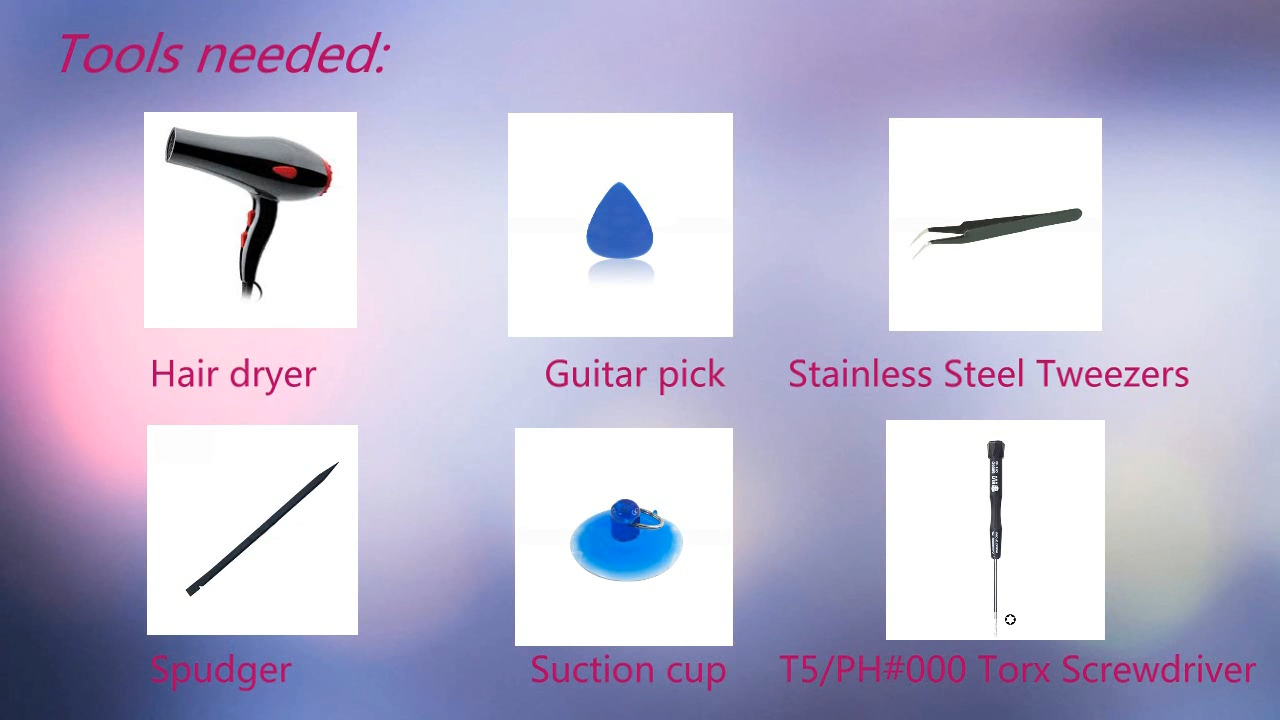 Tools needed:
Hair dryer
Guitar pick
Stainless Steel Tweezers
Spudger
Suction cup
T5/PH#000 Torx Screwdriver